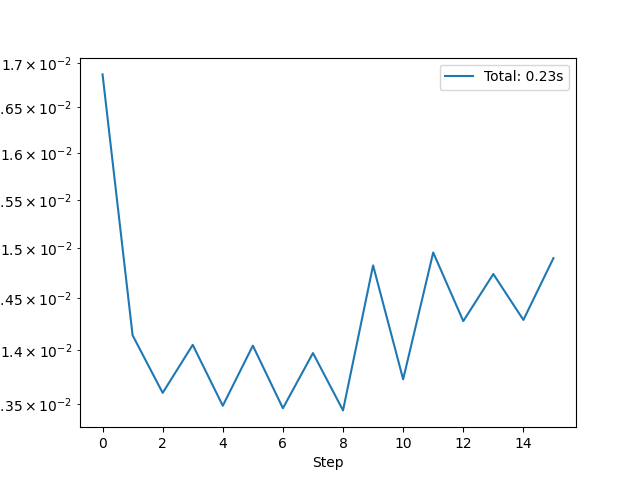 Total: 0.23s
1.7 × 10⁻²
.65 × 10⁻²
1.6 × 10⁻²
.55 × 10⁻²
1.5 × 10⁻²
.45 × 10⁻²
1.4 × 10⁻²
.35 × 10⁻²
0 2 4 6 8 10 12 14
Step